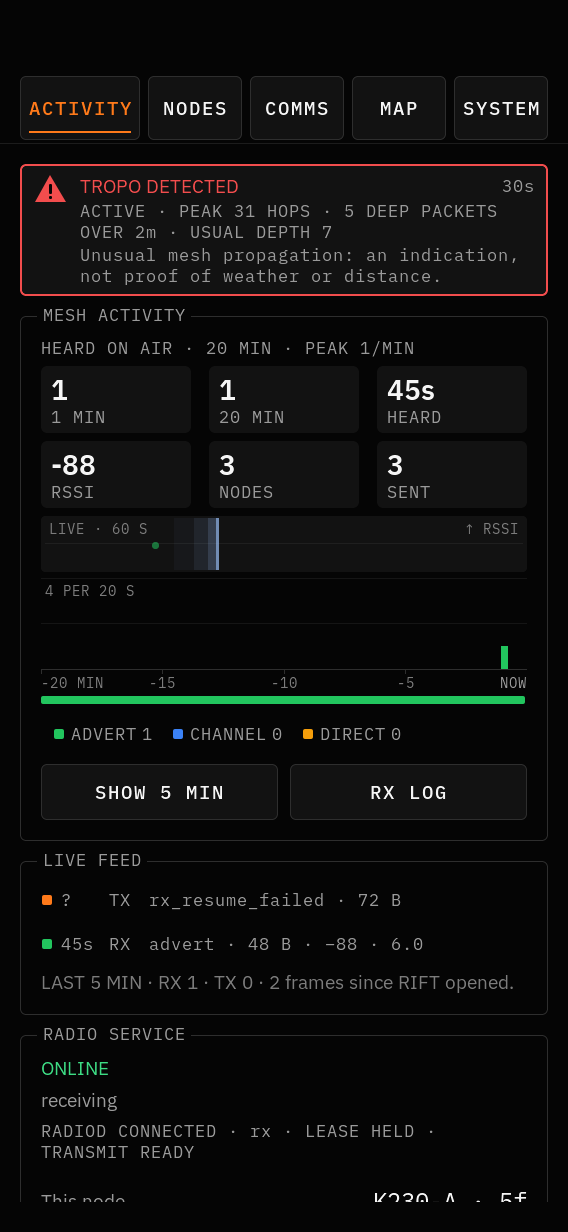 ACTIVITY NODES COMMS MAP SYSTEM
TROPO DETECTED 30s
ACTIVE · PEAK 31 HOPS · 5 DEEP PACKETS
OVER 2m · USUAL DEPTH 7
Unusual mesh propagation: an indication,
not proof of weather or distance.
MESH ACTIVITY
HEARD ON AIR · 20 MIN · PEAK 1/MIN
1 1 45s
1 MIN 20 MIN HEARD
-88 3 3
RSSI NODES SENT
LIVE · 60 S ↑ RSSI
4 PER 20 S
-20 MIN -15 -10 -5 NOW
ADVERT 1 CHANNEL 0 DIRECT 0
SHOW 5 MIN RX LOG
LIVE FEED
? TX rx_resume_failed · 72 B
45s RX advert · 48 B · −88 · 6.0
LAST 5 MIN · RX 1 · TX 0 · 2 frames since RIFT opened.
RADIO SERVICE
ONLINE
receiving
RADIOD CONNECTED · rx · LEASE HELD ·
TRANSMIT READY
This node K230-A · 5f